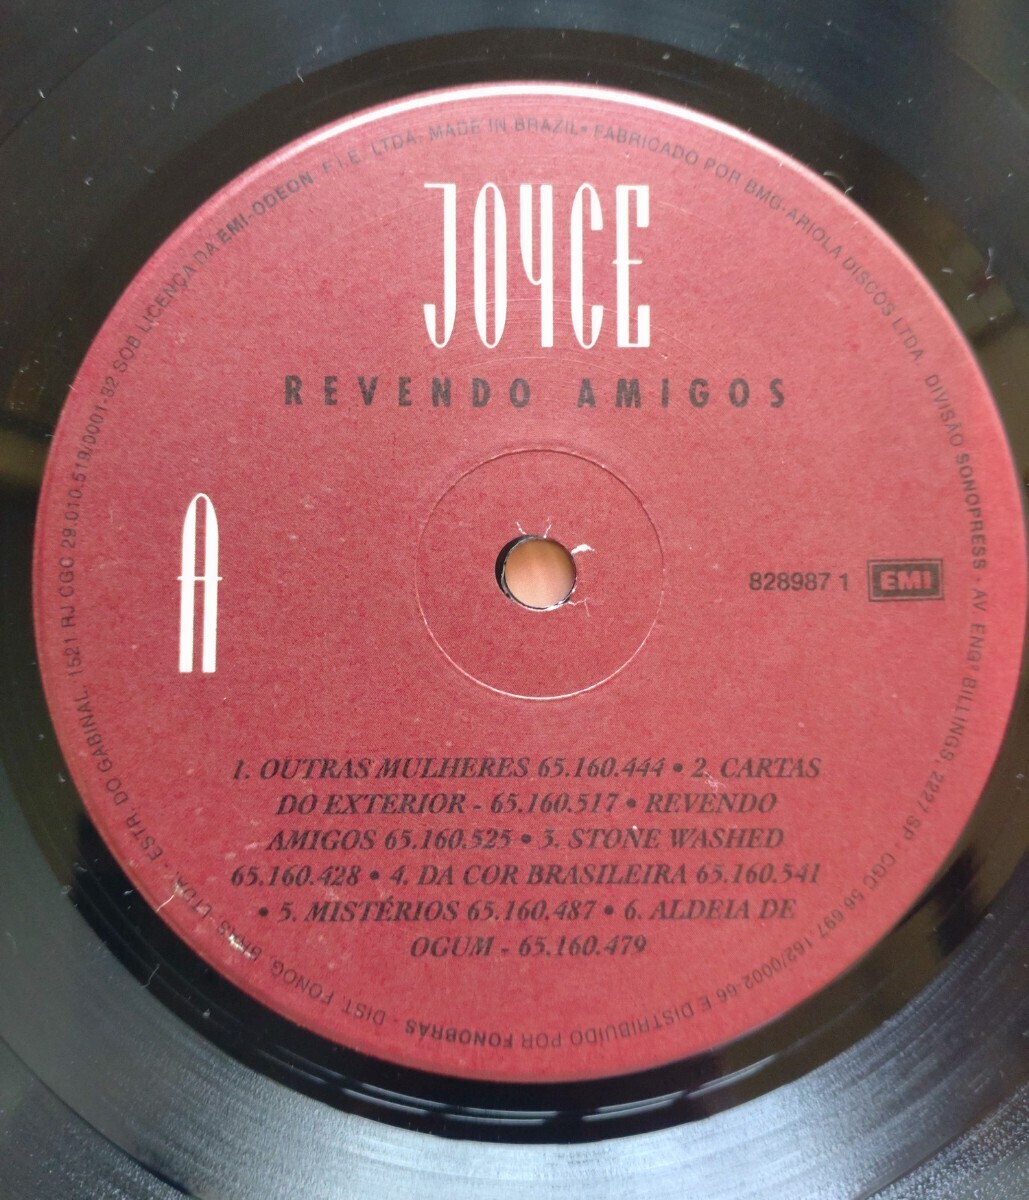 JOYCE
REVENDO AMIGOS
A
828987 1 EMI
1. OUTRAS MULHERES 65.160.444 • 2. CARTAS
DO EXTERIOR - 65.160.517 • REVENDO
AMIGOS 65.160.525 • 3. STONE WASHED
65.160.428 • 4. DA COR BRASILEIRA 65.160.541
• 5. MISTÉRIOS 65.160.487 • 6. ALDEIA DE
OGUM - 65.160.479
FABRICADO POR BMG-ARIOLA DISCOS LTDA. DIVISÃO SONOPRESS - AV. ENGº BILLINGS, 2227 SP - CGC 56.697.162/0002-66 E DISTRIBUÍDO POR FONOBRÁS - DIST. FONOG. BRAS. LTDA. - ESTR. DO GABINAL, 1521 RJ CGC 29.010.519/0001-32 SOB LICENÇA DA EMI-ODEON F.I.E. LTDA. MADE IN BRAZIL •